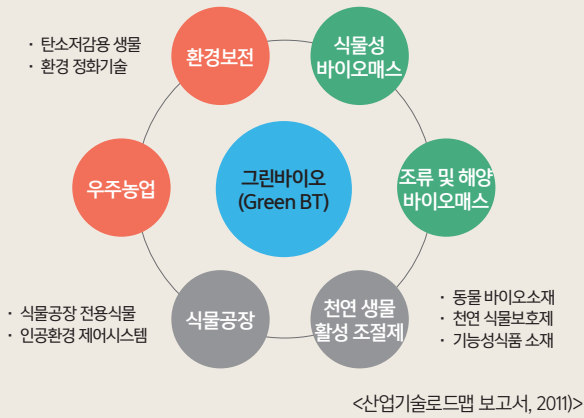 · 탄소저감용 생물
· 환경 정화기술
환경보전
식물성
바이오매스
우주농업
그린바이오
(Green BT)
조류 및 해양
바이오매스
· 식물공장 전용식물
· 인공환경 제어시스템
식물공장
천연 생물
활성 조절제
· 동물 바이오소재
· 천연 식물보호제
· 기능성식품 소재
<산업기술로드맵 보고서, 2011)>